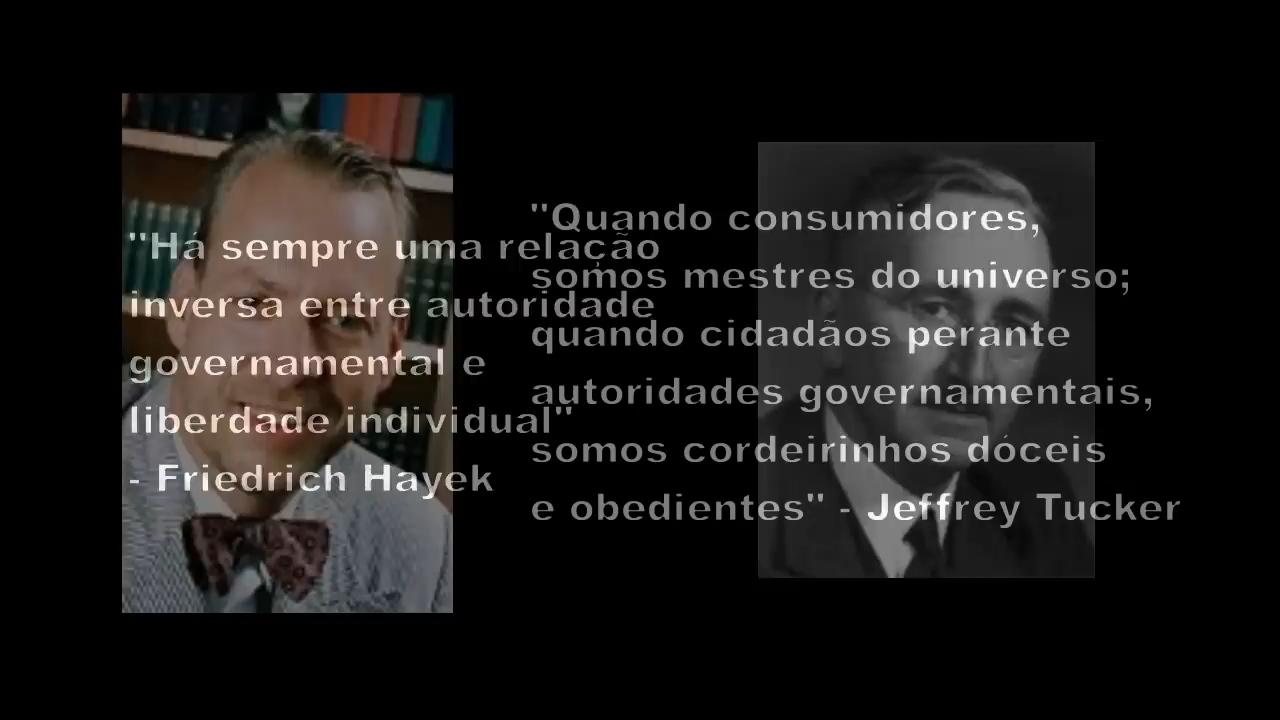 "Há sempre uma relação
inversa entre autoridade
governamental e
liberdade individual"
- Friedrich Hayek
"Quando consumidores,
somos mestres do universo;
quando cidadãos perante
autoridades governamentais,
somos cordeirinhos dóceis
e obedientes" - Jeffrey Tucker